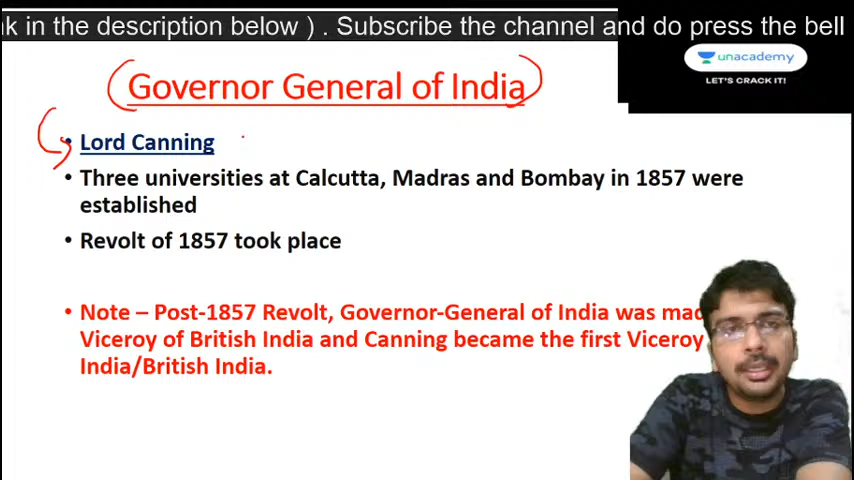 k in the description below ) . Subscribe the channel and do press the bell
unacademy
LET'S CRACK IT!
Governor General of India
• Lord Canning
• Three universities at Calcutta, Madras and Bombay in 1857 were
established
• Revolt of 1857 took place
• Note – Post-1857 Revolt, Governor-General of India was mad
Viceroy of British India and Canning became the first Viceroy
India/British India.